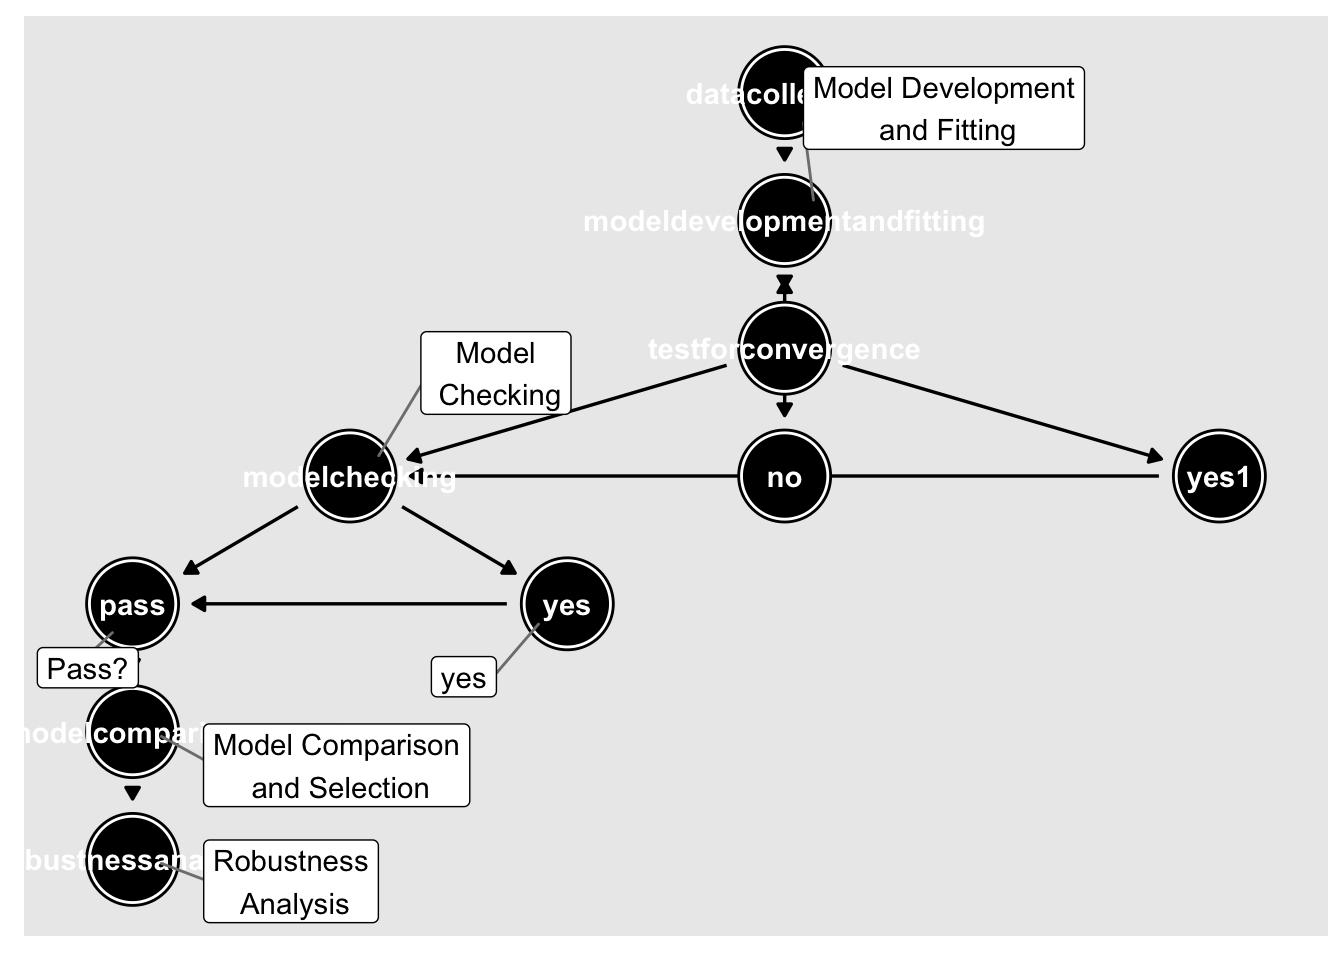 datacolle
Model Development
and Fitting
modeldevelopmentandfitting
testforconvergence
Model
Checking
modelchecking
no
yes1
pass
yes
Pass?
yes
modelcompari
Model Comparison
and Selection
bustnessana
Robustness
Analysis